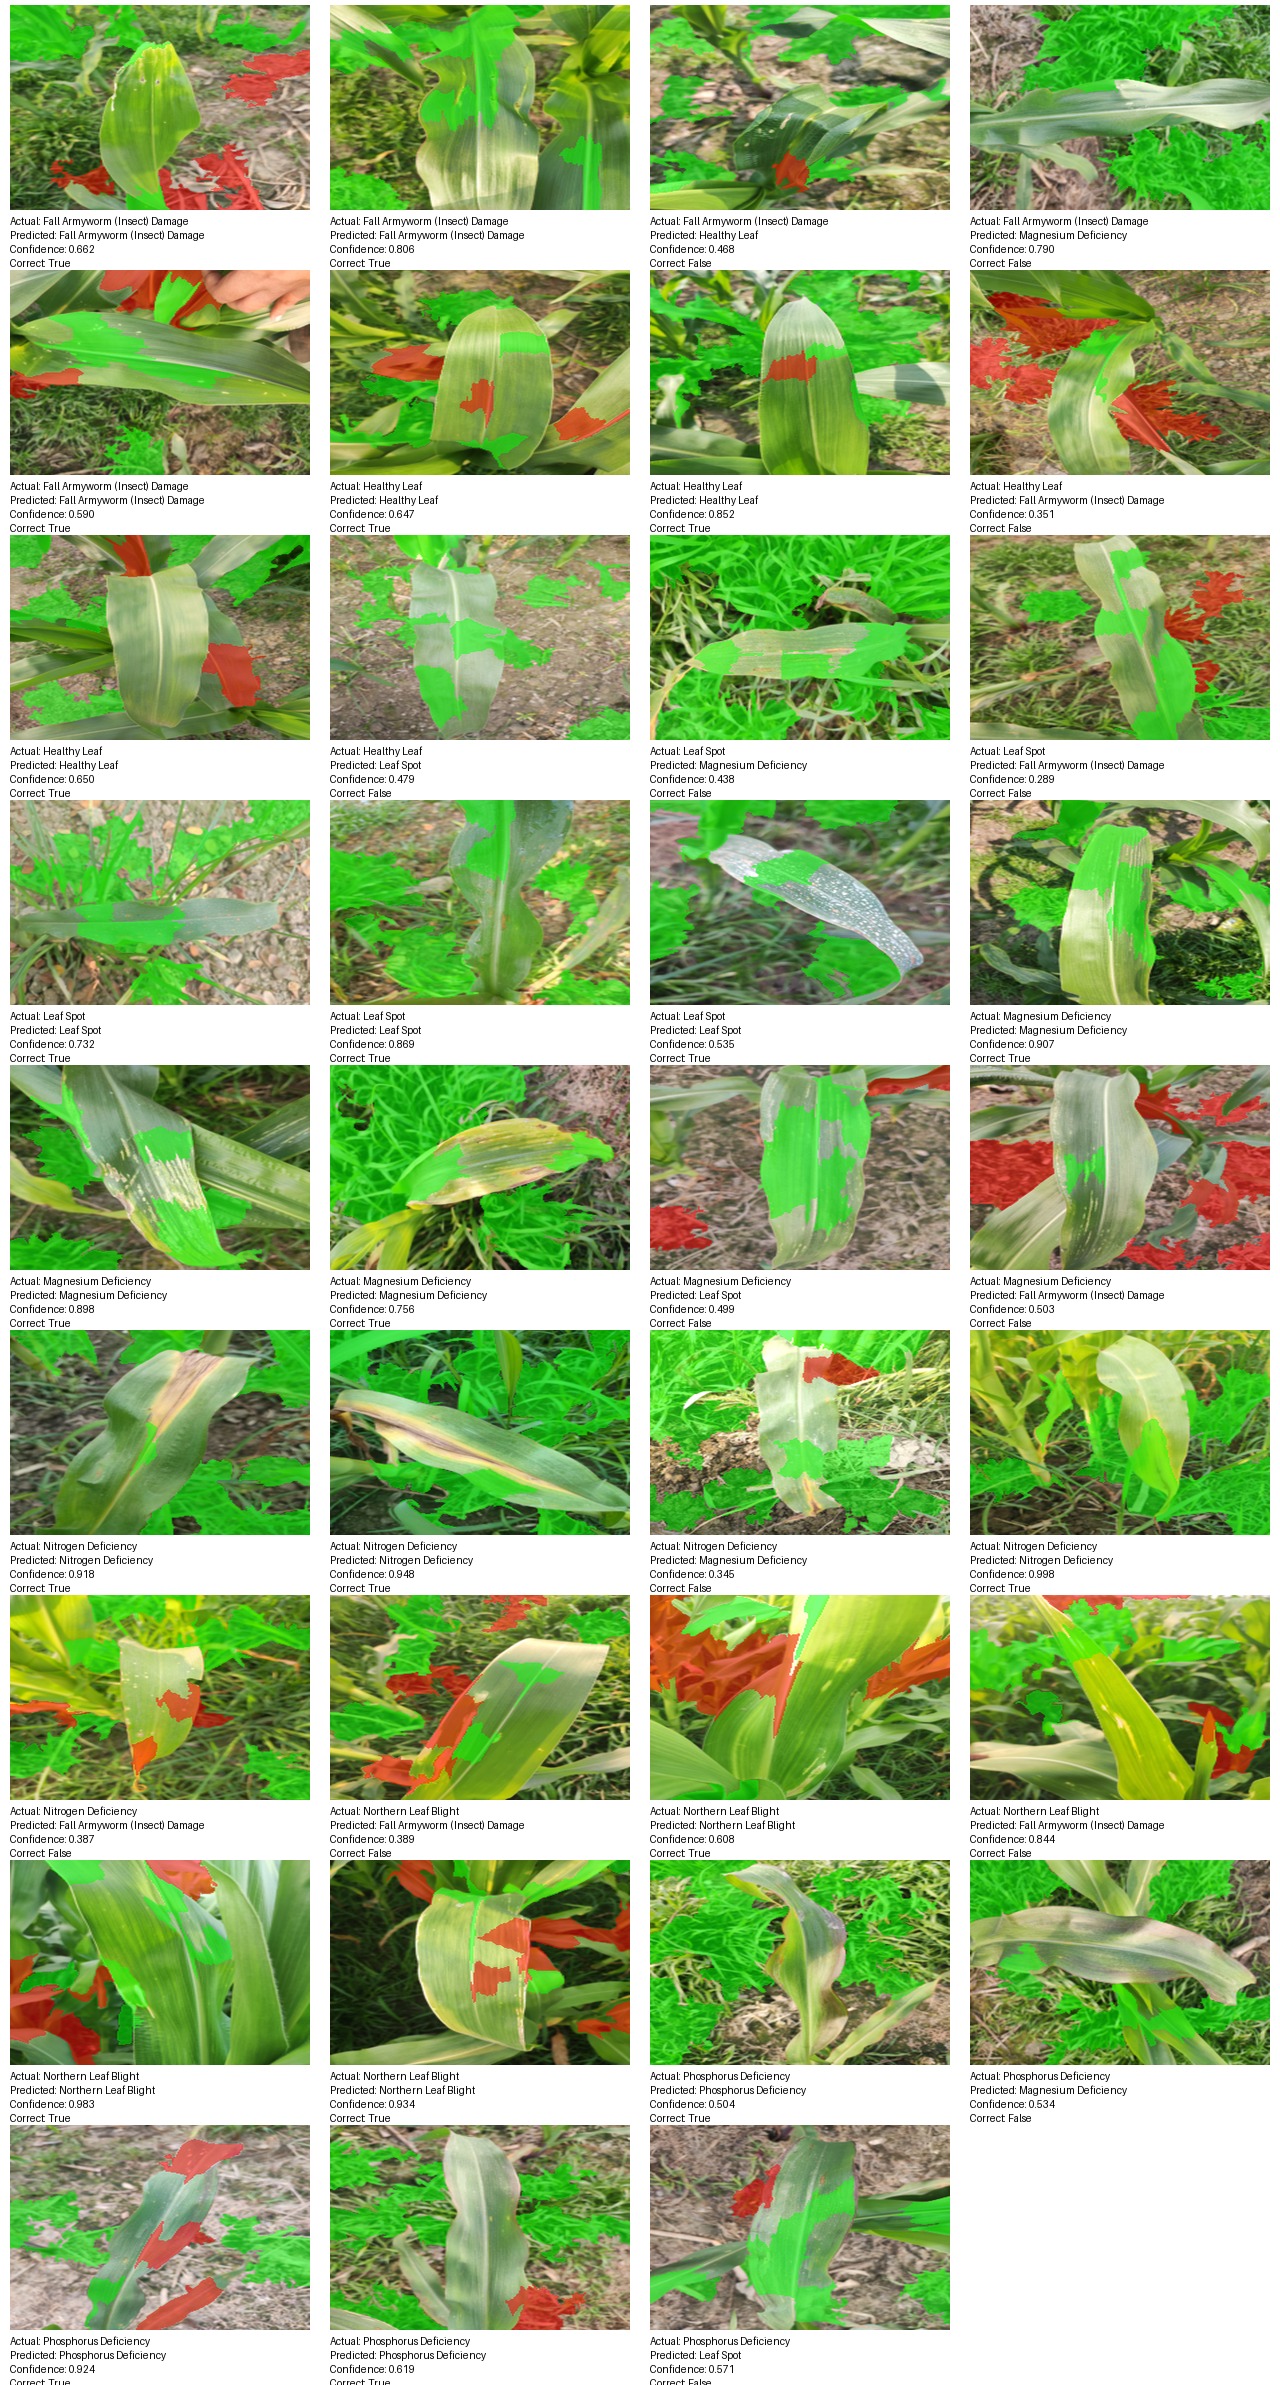 Actual: Fall Armyworm (Insect) Damage
Predicted: Fall Armyworm (Insect) Damage
Confidence: 0.662
Correct True
Actual: Fall Armyworm (Insect) Damage
Predicted: Fall Armyworm (Insect) Damage
Confidence: 0.806
Correct True
Actual: Fall Armyworm (Insect) Damage
Predicted: Healthy Leaf
Confidence: 0.468
Correct False
Actual: Fall Armyworm (Insect) Damage
Predicted: Magnesium Deficiency
Confidence: 0.790
Correct False
Actual: Fall Armyworm (Insect) Damage
Predicted: Fall Armyworm (Insect) Damage
Confidence: 0.590
Correct True
Actual: Healthy Leaf
Predicted: Healthy Leaf
Confidence: 0.647
Correct True
Actual: Healthy Leaf
Predicted: Healthy Leaf
Confidence: 0.852
Correct True
Actual: Healthy Leaf
Predicted: Fall Armyworm (Insect) Damage
Confidence: 0.351
Correct False
Actual: Healthy Leaf
Predicted: Healthy Leaf
Confidence: 0.650
Correct True
Actual: Healthy Leaf
Predicted: Leaf Spot
Confidence: 0.479
Correct False
Actual: Leaf Spot
Predicted: Magnesium Deficiency
Confidence: 0.438
Correct False
Actual: Leaf Spot
Predicted: Fall Armyworm (Insect) Damage
Confidence: 0.289
Correct False
Actual: Leaf Spot
Predicted: Leaf Spot
Confidence: 0.732
Correct True
Actual: Leaf Spot
Predicted: Leaf Spot
Confidence: 0.869
Correct True
Actual: Leaf Spot
Predicted: Leaf Spot
Confidence: 0.535
Correct True
Actual: Magnesium Deficiency
Predicted: Magnesium Deficiency
Confidence: 0.907
Correct True
Actual: Magnesium Deficiency
Predicted: Magnesium Deficiency
Confidence: 0.898
Correct True
Actual: Magnesium Deficiency
Predicted: Magnesium Deficiency
Confidence: 0.756
Correct True
Actual: Magnesium Deficiency
Predicted: Leaf Spot
Confidence: 0.499
Correct False
Actual: Magnesium Deficiency
Predicted: Fall Armyworm (Insect) Damage
Confidence: 0.503
Correct False
Actual: Nitrogen Deficiency
Predicted: Nitrogen Deficiency
Confidence: 0.918
Correct True
Actual: Nitrogen Deficiency
Predicted: Nitrogen Deficiency
Confidence: 0.948
Correct True
Actual: Nitrogen Deficiency
Predicted: Magnesium Deficiency
Confidence: 0.345
Correct False
Actual: Nitrogen Deficiency
Predicted: Nitrogen Deficiency
Confidence: 0.998
Correct True
Actual: Nitrogen Deficiency
Predicted: Fall Armyworm (Insect) Damage
Confidence: 0.387
Correct False
Actual: Northern Leaf Blight
Predicted: Fall Armyworm (Insect) Damage
Confidence: 0.389
Correct False
Actual: Northern Leaf Blight
Predicted: Northern Leaf Blight
Confidence: 0.608
Correct True
Actual: Northern Leaf Blight
Predicted: Fall Armyworm (Insect) Damage
Confidence: 0.844
Correct False
Actual: Northern Leaf Blight
Predicted: Northern Leaf Blight
Confidence: 0.983
Correct True
Actual: Northern Leaf Blight
Predicted: Northern Leaf Blight
Confidence: 0.934
Correct True
Actual: Phosphorus Deficiency
Predicted: Phosphorus Deficiency
Confidence: 0.504
Correct True
Actual: Phosphorus Deficiency
Predicted: Magnesium Deficiency
Confidence: 0.534
Correct False
Actual: Phosphorus Deficiency
Predicted: Phosphorus Deficiency
Confidence: 0.924
Correct True
Actual: Phosphorus Deficiency
Predicted: Phosphorus Deficiency
Confidence: 0.619
Correct True
Actual: Phosphorus Deficiency
Predicted: Leaf Spot
Confidence: 0.571
Correct False